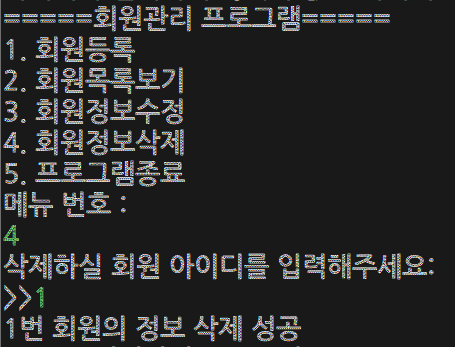 =====회원관리 프로그램=====
1. 회원등록
2. 회원목록보기
3. 회원정보수정
4. 회원정보삭제
5. 프로그램종료
메뉴 번호 :
4
삭제하실 회원 아이디를 입력해주세요:
>>1
1번 회원의 정보 삭제 성공